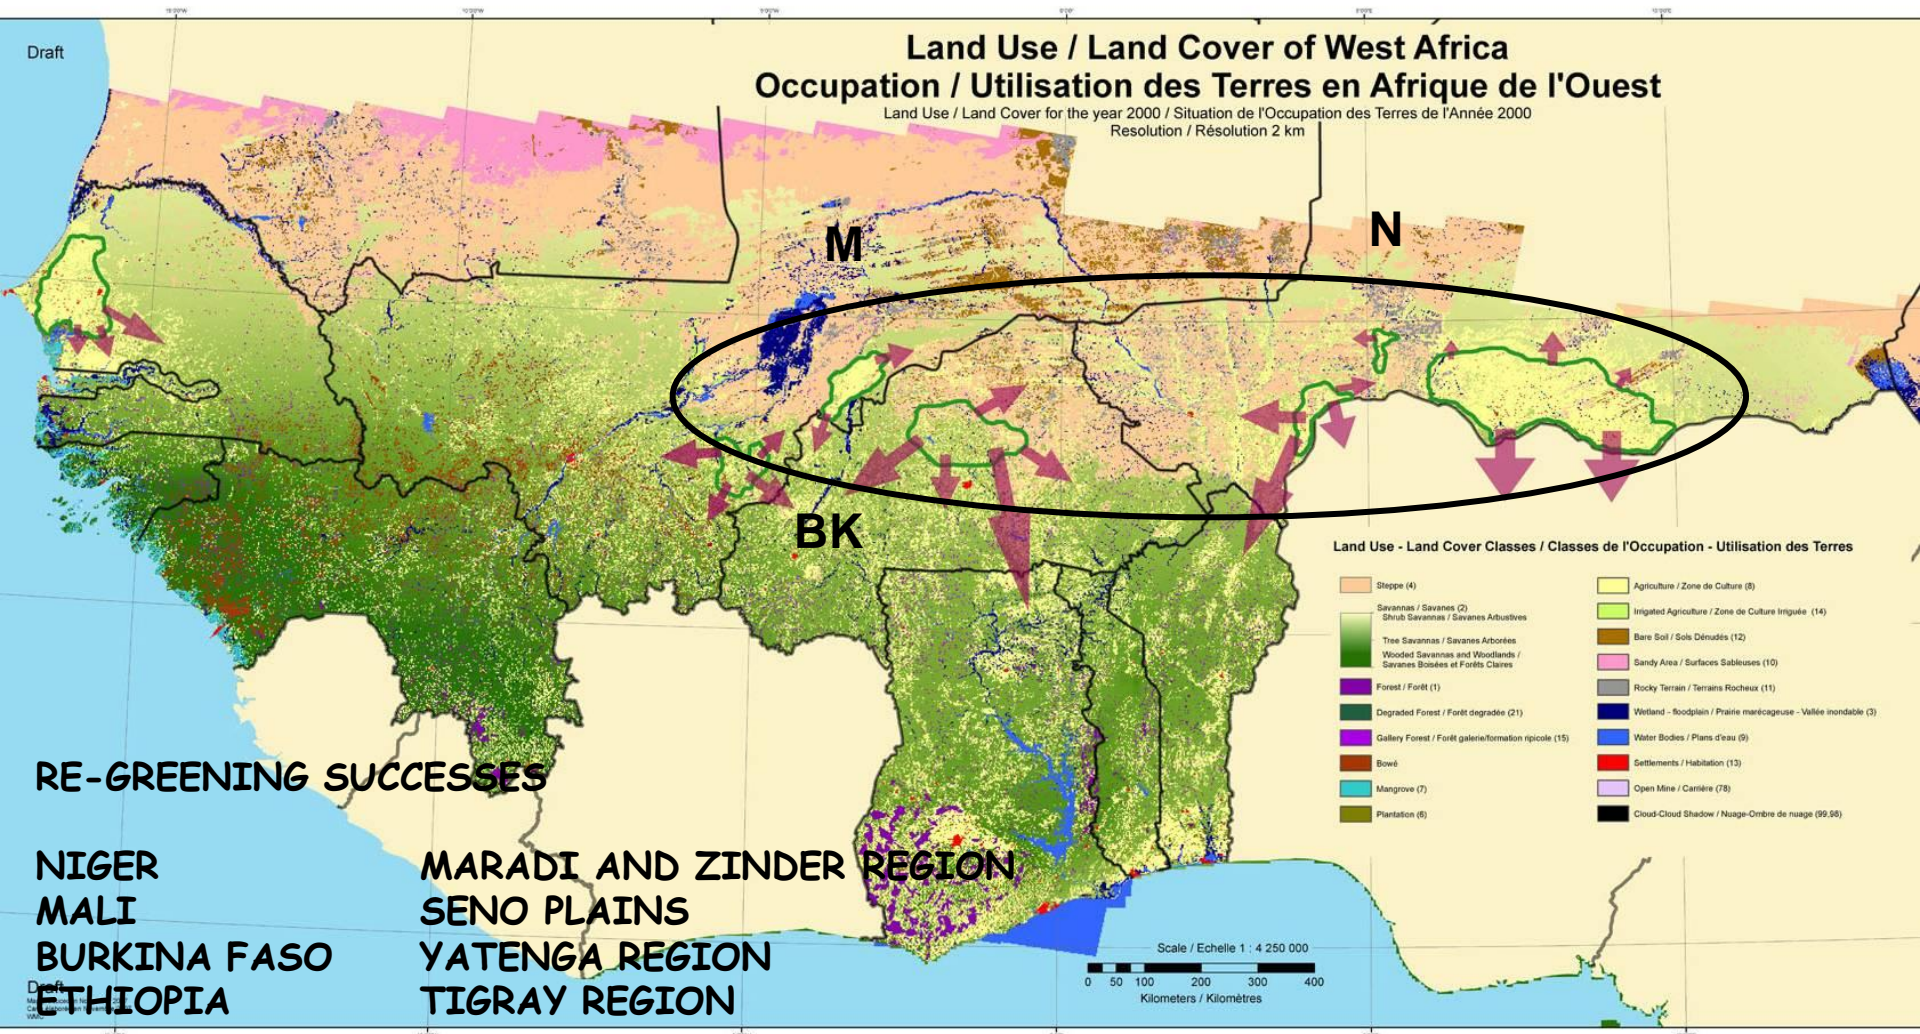 Draft
Land Use / Land Cover of West Africa
Occupation / Utilisation des Terres en Afrique de l'Ouest
Land Use / Land Cover for the year 2000 / Situation de l'Occupation des Terres de l'Année 2000
Resolution / Résolution 2 km
M
N
BK
Land Use - Land Cover Classes / Classes de l'Occupation - Utilisation des Terres
Steppe (4)
Savannas / Savanes (2)
Shrub Savannas / Savanes Arbustives
Tree Savannas / Savanes Arborées
Wooded Savannas and Woodlands /
Savanes Boisées et Forêts Claires
Forest / Forêt (1)
Degraded Forest / Forêt degradée (21)
Gallery Forest / Forêt galerie/formation ripicole (15)
Bowé
Mangrove (7)
Plantation (6)
Agriculture / Zone de Culture (8)
Irrigated Agriculture / Zone de Culture Irriguée (14)
Bare Soil / Sols Dénudés (12)
Sandy Area / Surfaces Sableuses (10)
Rocky Terrain / Terrains Rocheux (11)
Wetland - floodplain / Prairie marécageuse - Vallée inondable (3)
Water Bodies / Plans d'eau (9)
Settlements / Habitation (13)
Open Mine / Carrière (78)
Cloud-Cloud Shadow / Nuage-Ombre de nuage (99,98)
RE-GREENING SUCCESSES
NIGER MARADI AND ZINDER REGION
MALI SENO PLAINS
BURKINA FASO YATENGA REGION
ETHIOPIA TIGRAY REGION
Draft
Scale / Echelle 1 : 4 250 000
0 50 100 200 300 400
Kilometers / Kilomètres